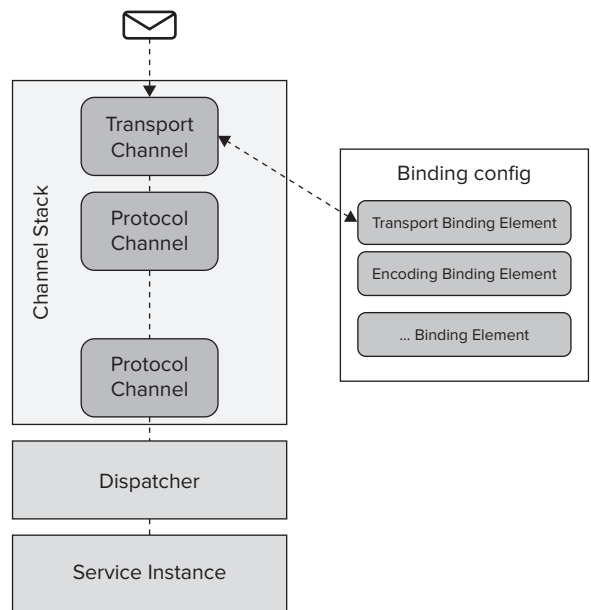 Transport
Channel
Channel Stack
Protocol
Channel
Protocol
Channel
Dispatcher
Service Instance
Binding config
Transport Binding Element
Encoding Binding Element
... Binding Element